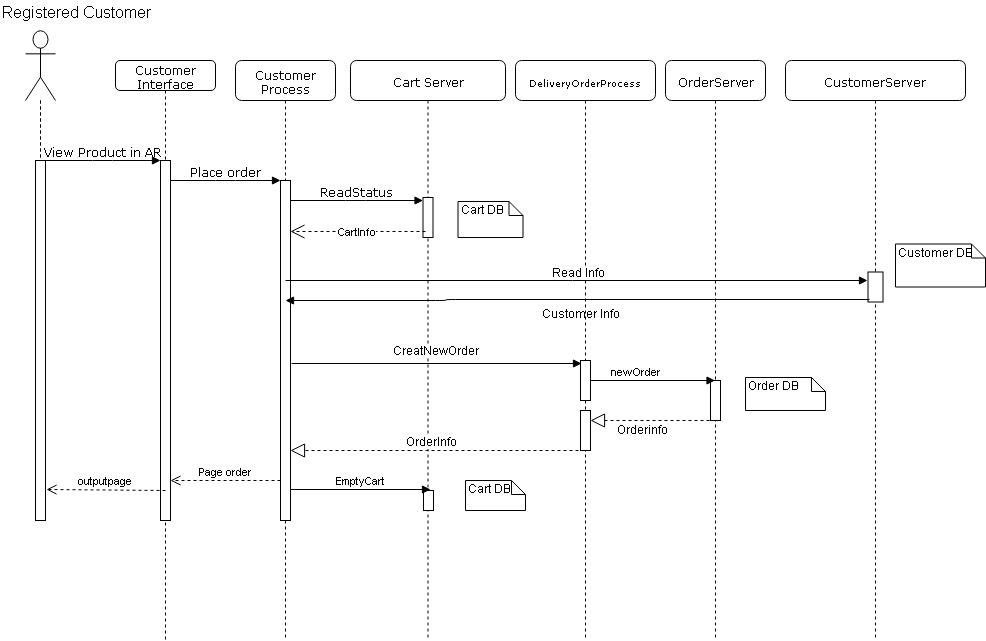 Registered Customer
Customer
Interface
Customer
Process
Cart Server
DeliveryOrderProcess
OrderServer
CustomerServer
View Product in AR
Place order
ReadStatus
Cart DB
CartInfo
Customer DB
Read Info
Customer Info
CreatNewOrder
newOrder
Order DB
Orderinfo
OrderInfo
Page order
outputpage
EmptyCart
Cart DB